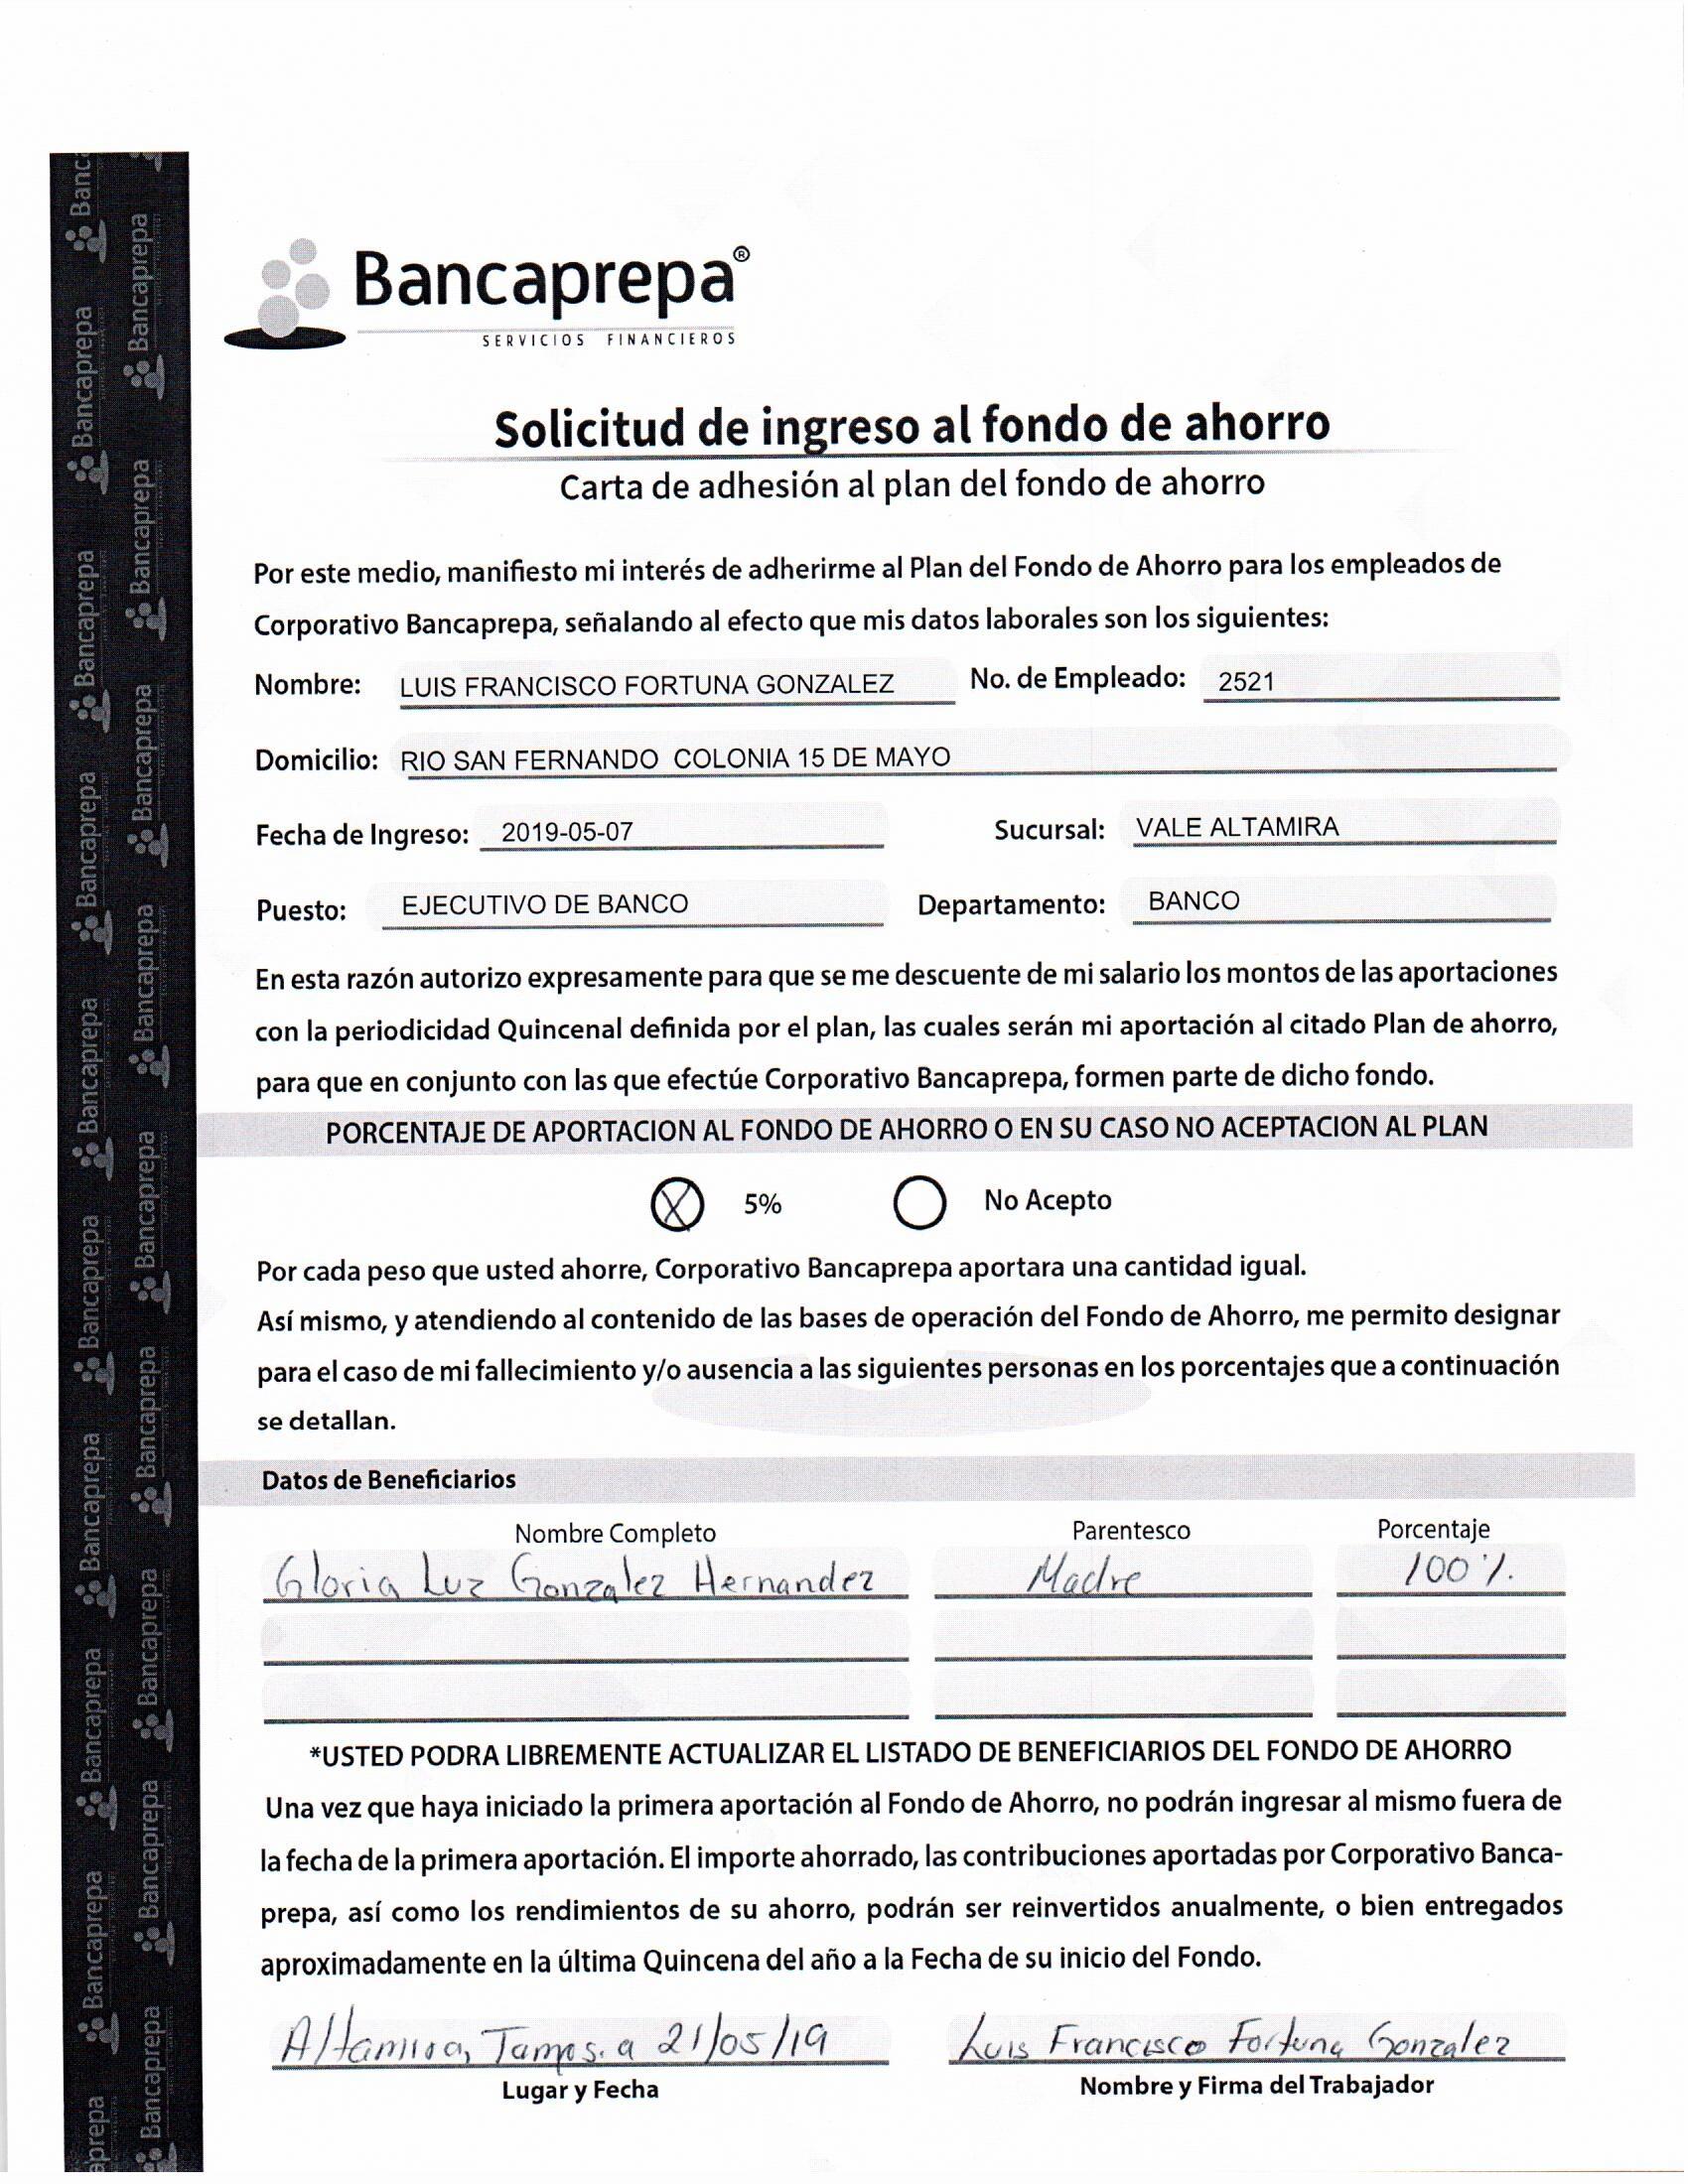 Bancaprepa®
SERVICIOS FINANCIEROS
Solicitud de ingreso al fondo de ahorro
Carta de adhesión al plan del fondo de ahorro
Por este medio, manifiesto mi interés de adherirme al Plan del Fondo de Ahorro para los empleados de
Corporativo Bancaprepa, señalando al efecto que mis datos laborales son los siguientes:
Nombre: LUIS FRANCISCO FORTUNA GONZALEZ No. de Empleado: 2521
Domicilio: RIO SAN FERNANDO COLONIA 15 DE MAYO
Fecha de Ingreso: 2019-05-07 Sucursal: VALE ALTAMIRA
Puesto: EJECUTIVO DE BANCO Departamento: BANCO
En esta razón autorizo expresamente para que se me descuente de mi salario los montos de las aportaciones
con la periodicidad Quincenal definida por el plan, las cuales serán mi aportación al citado Plan de ahorro,
para que en conjunto con las que efectúe Corporativo Bancaprepa, formen parte de dicho fondo.
PORCENTAJE DE APORTACION AL FONDO DE AHORRO O EN SU CASO NO ACEPTACION AL PLAN
X 5% No Acepto
Por cada peso que usted ahorre, Corporativo Bancaprepa aportara una cantidad igual.
Así mismo, y atendiendo al contenido de las bases de operación del Fondo de Ahorro, me permito designar
para el caso de mi fallecimiento y/o ausencia a las siguientes personas en los porcentajes que a continuación
se detallan.
Datos de Beneficiarios
Nombre Completo Parentesco Porcentaje
Gloria Luz Gonzalez Hernandez Madre 100%
*USTED PODRA LIBREMENTE ACTUALIZAR EL LISTADO DE BENEFICIARIOS DEL FONDO DE AHORRO
Una vez que haya iniciado la primera aportación al Fondo de Ahorro, no podrán ingresar al mismo fuera de
la fecha de la primera aportación. El importe ahorrado, las contribuciones aportadas por Corporativo Banca-
prepa, así como los rendimientos de su ahorro, podrán ser reinvertidos anualmente, o bien entregados
aproximadamente en la última Quincena del año a la Fecha de su inicio del Fondo.
Altamira, Tamps. a 21/05/19 Luis Francisco Fortuna Gonzalez
Lugar y Fecha Nombre y Firma del Trabajador